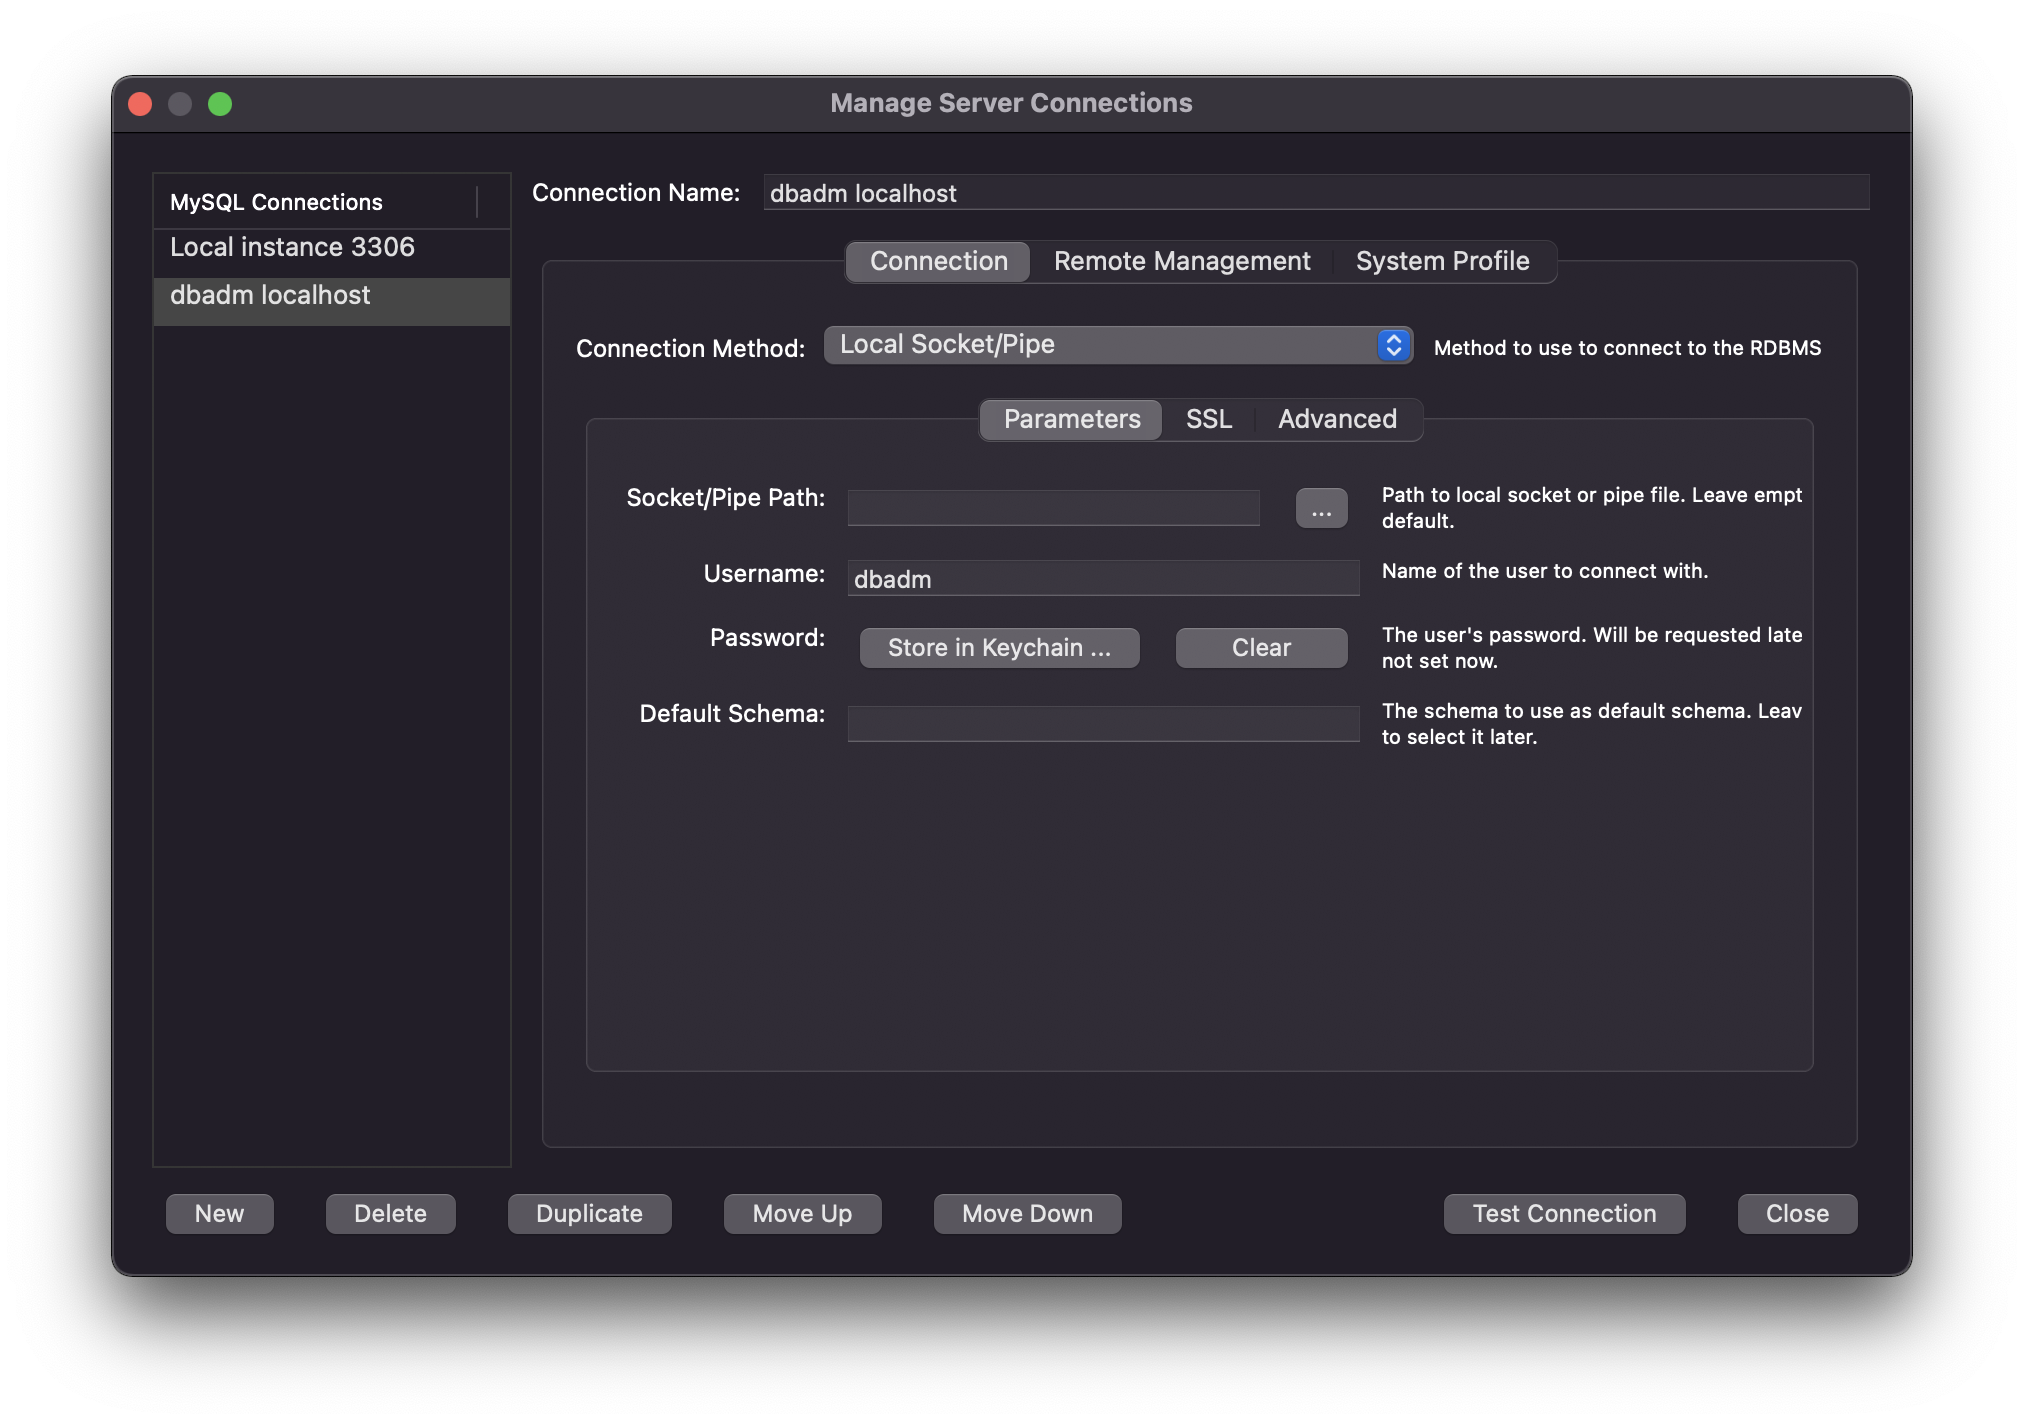 Manage Server Connections
MySQL Connections
Local instance 3306
dbadm localhost
Connection Name: dbadm localhost
Connection Remote Management System Profile
Connection Method: Local Socket/Pipe Method to use to connect to the RDBMS
Parameters SSL Advanced
Socket/Pipe Path: ... Path to local socket or pipe file. Leave empt
default.
Username: dbadm Name of the user to connect with.
Password: Store in Keychain ... Clear The user's password. Will be requested late
not set now.
Default Schema: The schema to use as default schema. Leav
to select it later.
New Delete Duplicate Move Up Move Down Test Connection Close